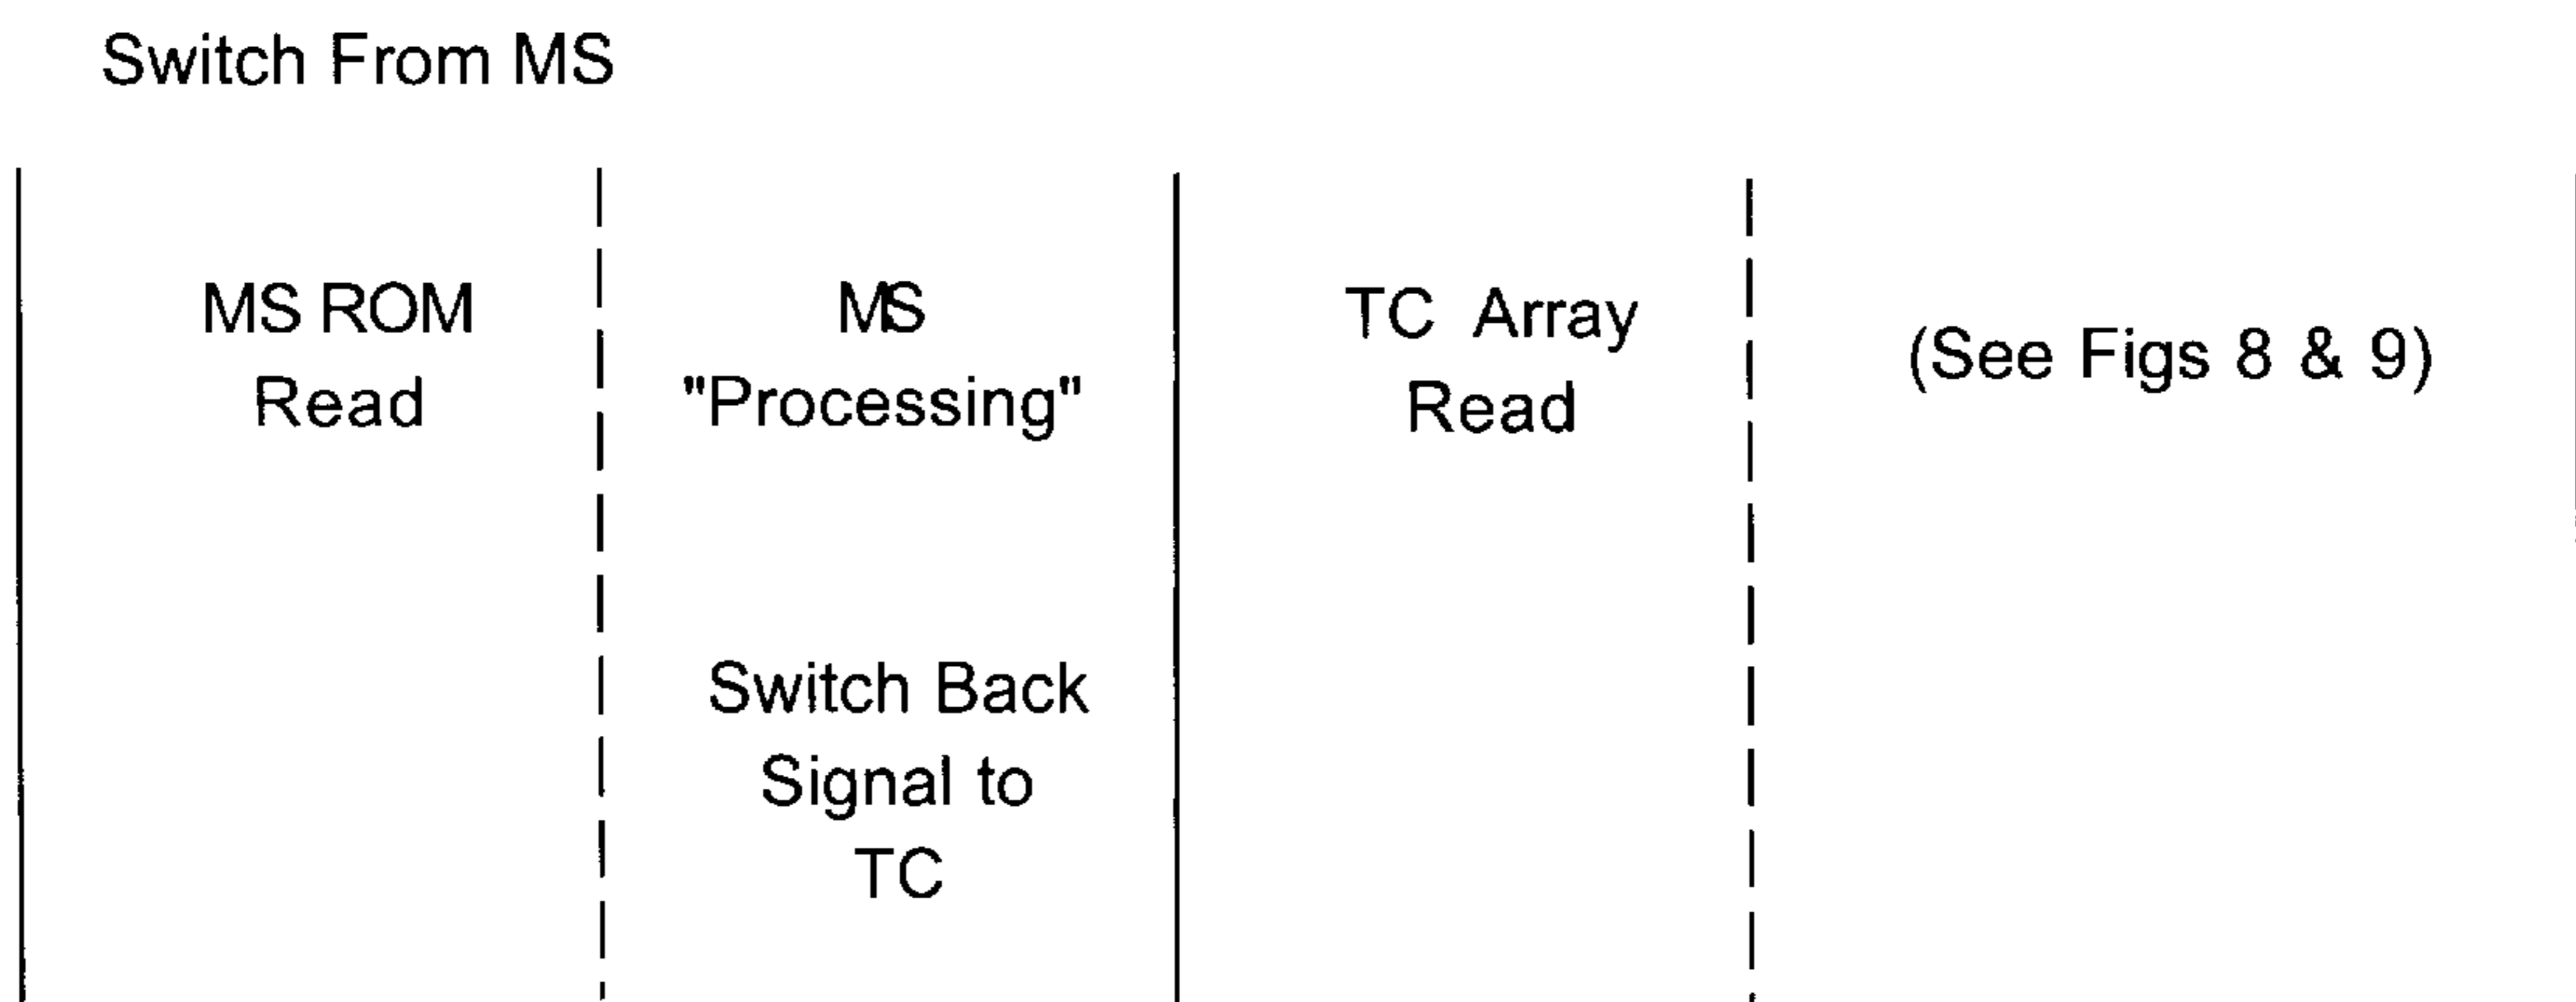 Switch From MS
MS ROM
Read
MS
"Processing"
Switch Back
Signal to
TC
TC Array
Read
(See Figs 8 & 9)